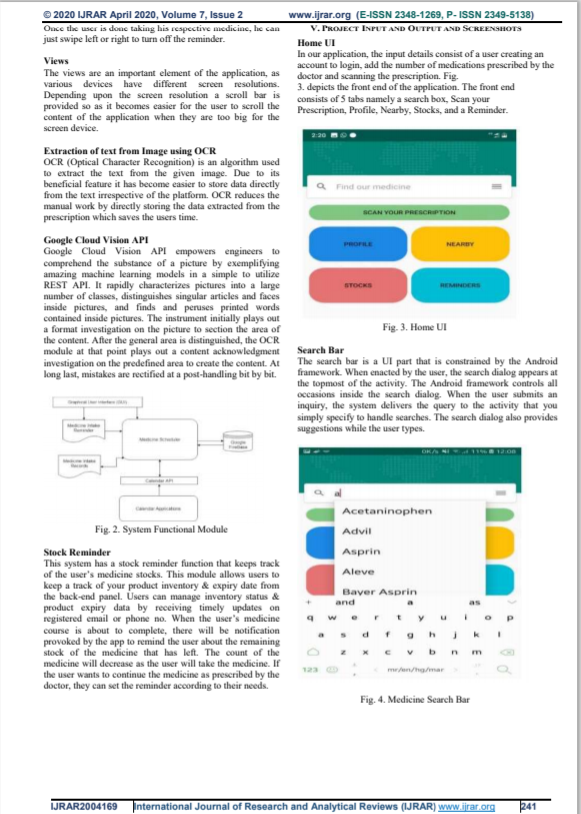 © 2020 IJRAR April 2020, Volume 7, Issue 2 www.ijrar.org (E-ISSN 2348-1269, P- ISSN 2349-5138)
Once the user is done taking his respective medicine, he can
just swipe left or right to turn off the reminder.
Views
The views are an important element of the application, as
various devices have different screen resolutions.
Depending upon the screen resolution a scroll bar is
provided so as it becomes easier for the user to scroll the
content of the application when they are too big for the
screen device.
Extraction of text from Image using OCR
OCR (Optical Character Recognition) is an algorithm used
to extract the text from the given image. Due to its
beneficial feature it has become easier to store data directly
from the text irrespective of the platform. OCR reduces the
manual work by directly storing the data extracted from the
prescription which saves the users time.
Google Cloud Vision API
Google Cloud Vision API empowers engineers to
comprehend the substance of a picture by exemplifying
amazing machine learning models in a simple to utilize
REST API. It rapidly characterizes pictures into a large
number of classes, distinguishes singular articles and faces
inside pictures, and finds and peruses printed words
contained inside pictures. The instrument initially plays out
a format investigation on the picture to section the area of
the content. After the general area is distinguished, the OCR
module at that point plays out a content acknowledgment
investigation on the predefined area to create the content. At
long last, mistakes are rectified at a post-handling bit by bit.
Graphical User Interface (GUI)
Medicine Intake
Reminder
Medicine Scheduler
Google
Firebase
Medicine Intake
Records
Calendar API
Calendar Applications
Fig. 2. System Functional Module
Stock Reminder
This system has a stock reminder function that keeps track
of the user's medicine stocks. This module allows users to
keep a track of your product inventory & expiry date from
the back-end panel. Users can manage inventory status &
product expiry data by receiving timely updates on
registered email or phone no. When the user's medicine
course is about to complete, there will be notification
provoked by the app to remind the user about the remaining
stock of the medicine that has left. The count of the
medicine will decrease as the user will take the medicine. If
the user wants to continue the medicine as prescribed by the
doctor, they can set the reminder according to their needs.
V. PROJECT INPUT AND OUTPUT AND SCREENSHOTS
Home UI
In our application, the input details consist of a user creating an
account to login, add the number of medications prescribed by the
doctor and scanning the prescription. Fig.
3. depicts the front end of the application. The front end
consists of 5 tabs namely a search box, Scan your
Prescription, Profile, Nearby, Stocks, and a Reminder.
2:20
Find our medicine
SCAN YOUR PRESCRIPTION
PROFILE NEARBY
STOCKS REMINDERS
Fig. 3. Home UI
Search Bar
The search bar is a UI part that is constrained by the Android
framework. When enacted by the user, the search dialog appears at
the topmost of the activity. The Android framework controls all
occasions inside the search dialog. When the user submits an
inquiry, the system delivers the query to the activity that you
simply specify to handle searches. The search dialog also provides
suggestions while the user types.
11% 12:08
a
Acetaninophen
Advil
Asprin
Aleve
Bayer Asprin
and a as
q w e r t y u i o p
a s d f g h j k l
z x c v b n m
123 mr/en/hg/mar
Fig. 4. Medicine Search Bar
IJRAR2004169 International Journal of Research and Analytical Reviews (IJRAR) www.ijrar.org 241